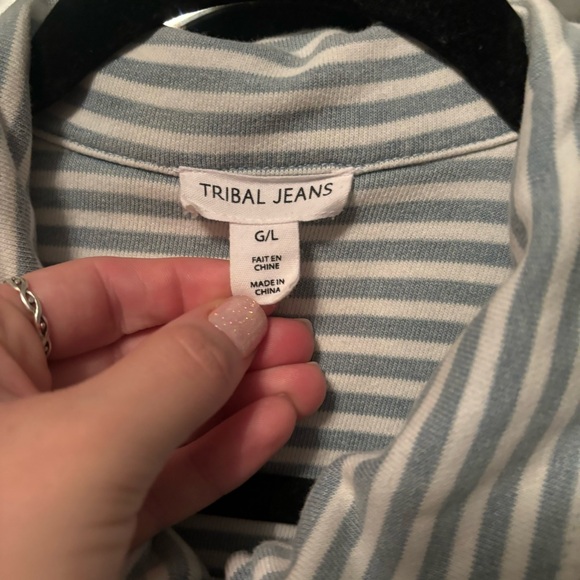 TRIBAL JEANS
G/L
FAIT EN
CHINE
MADE IN
CHINA